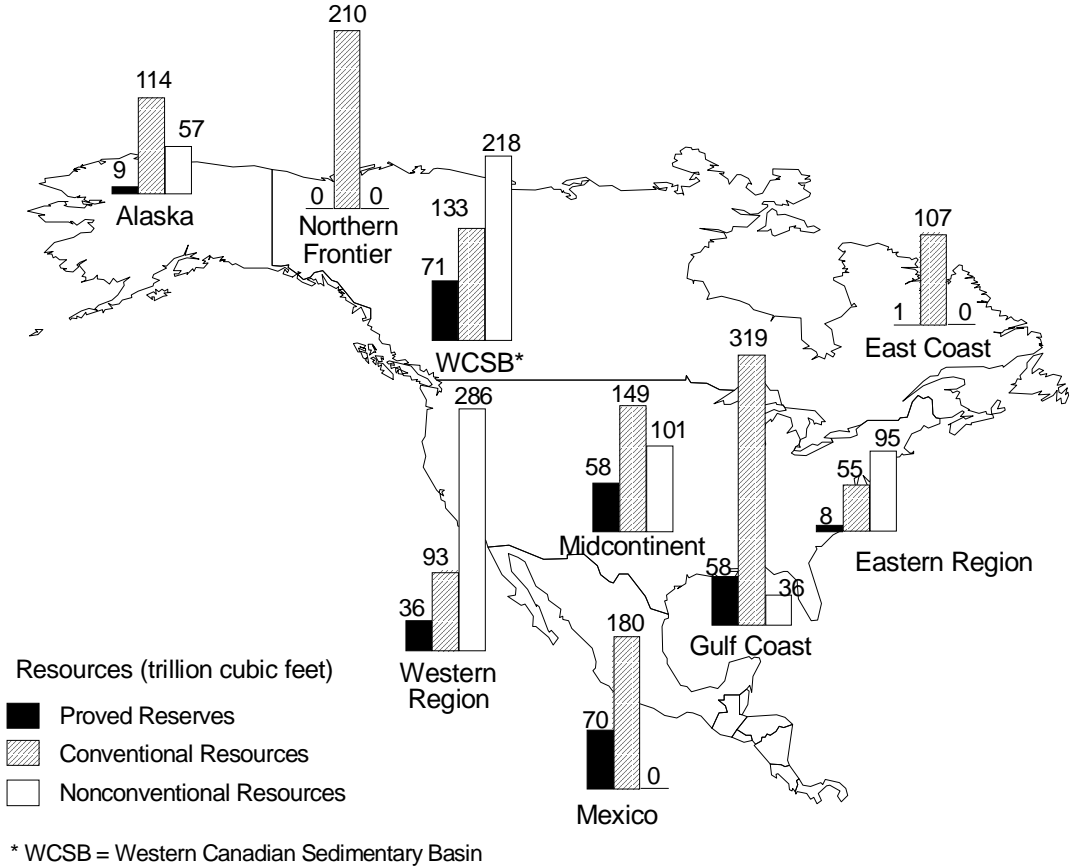 210
114
57
9
Alaska
0
0
Northern
Frontier
218
133
71
WCSB*
107
1
0
East Coast
319
286
149
101
58
Midcontinent
95
55
8
Eastern Region
93
36
Western
Region
58
36
Gulf Coast
180
70
0
Mexico
Resources (trillion cubic feet)
Proved Reserves
Conventional Resources
Nonconventional Resources
* WCSB = Western Canadian Sedimentary Basin